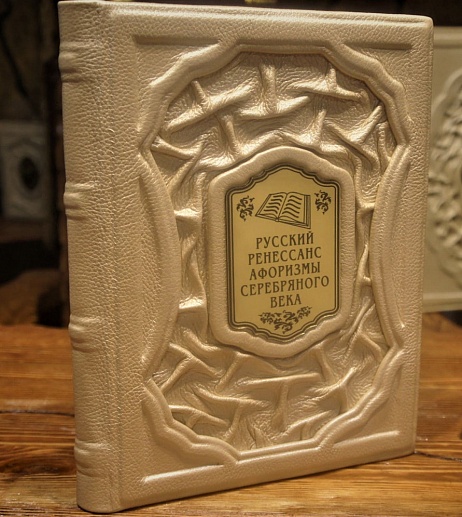 РУССКИЙ
РЕНЕССАНС
АФОРИЗМЫ
СЕРЕБРЯНОГО
ВЕКА